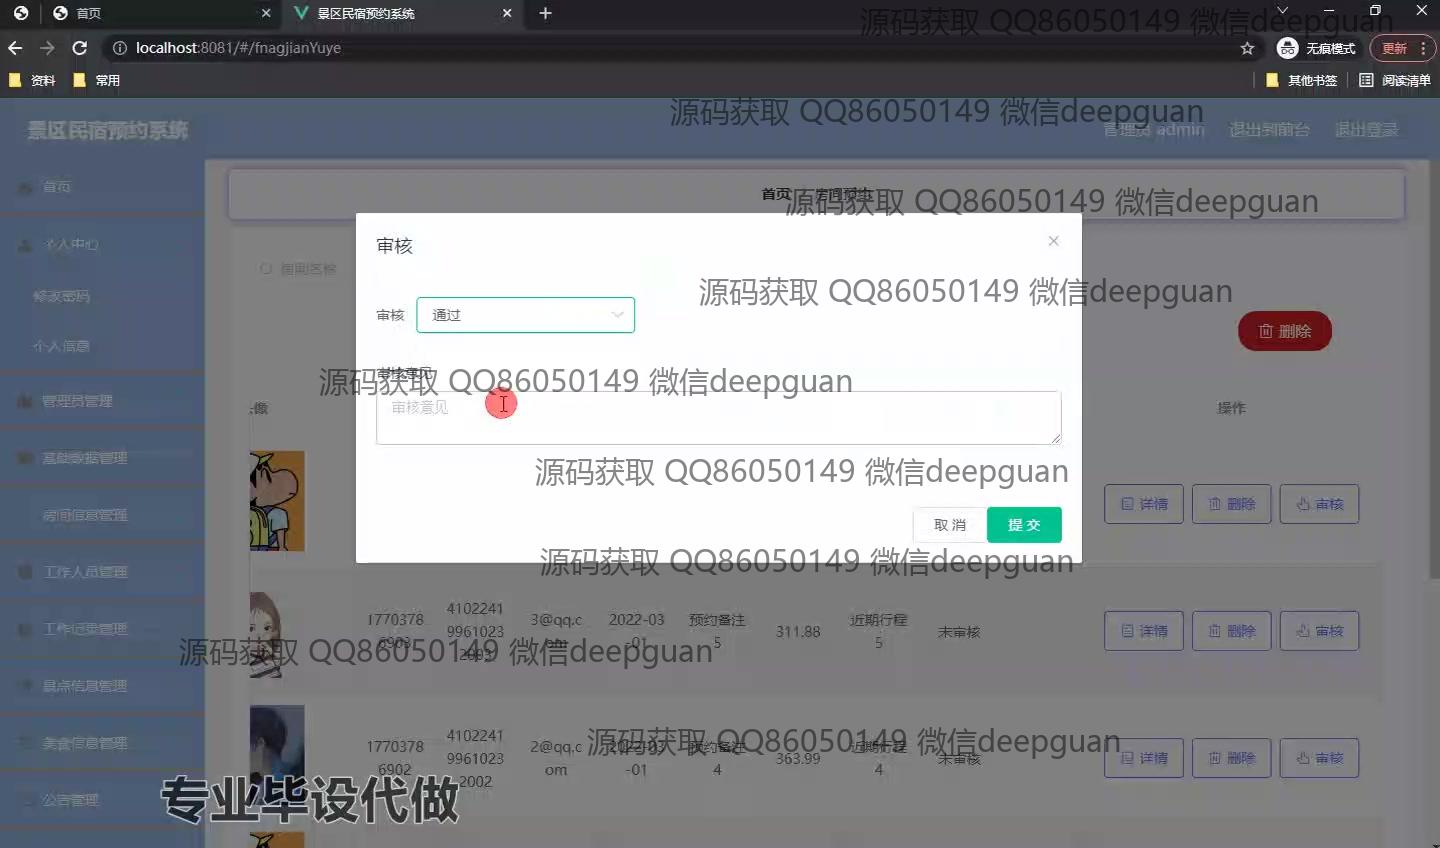 首页
景区民宿预约系统
源码获取 QQ86050149 微信deepguan
localhost:8081/#/fnagjianYuye
无痕模式
更新
资料
常用
其他书签
阅读清单
源码获取 QQ86050149 微信deepguan
景区民宿预约系统
管理员 admin
退出到前台
退出登录
首页
首页
房间预约
源码获取 QQ86050149 微信deepguan
审核
个人中心
房间名称
修改密码
源码获取 QQ86050149 微信deepguan
审核
通过
删除
个人信息
审核意见
源码获取 QQ86050149 微信deepguan
管理员管理
头像
审核意见
操作
基础数据管理
源码获取 QQ86050149 微信deepguan
房间信息管理
详情
删除
审核
取 消
提 交
源码获取 QQ86050149 微信deepguan
工作人员管理
工作记录管理
1770378
6903
4102241
9961023
2003
3@qq.c
om
2022-03
-01
预约备注
5
311.88
近期行程
5
未审核
详情
删除
审核
源码获取 QQ86050149 微信deepguan
景点信息管理
美食信息管理
1770378
6902
4102241
9961023
2002
2@qq.c
om
2022-03
-01
预约备注
4
363.99
近期行程
4
未审核
详情
删除
审核
源码获取 QQ86050149 微信deepguan
公告管理
专业毕设代做